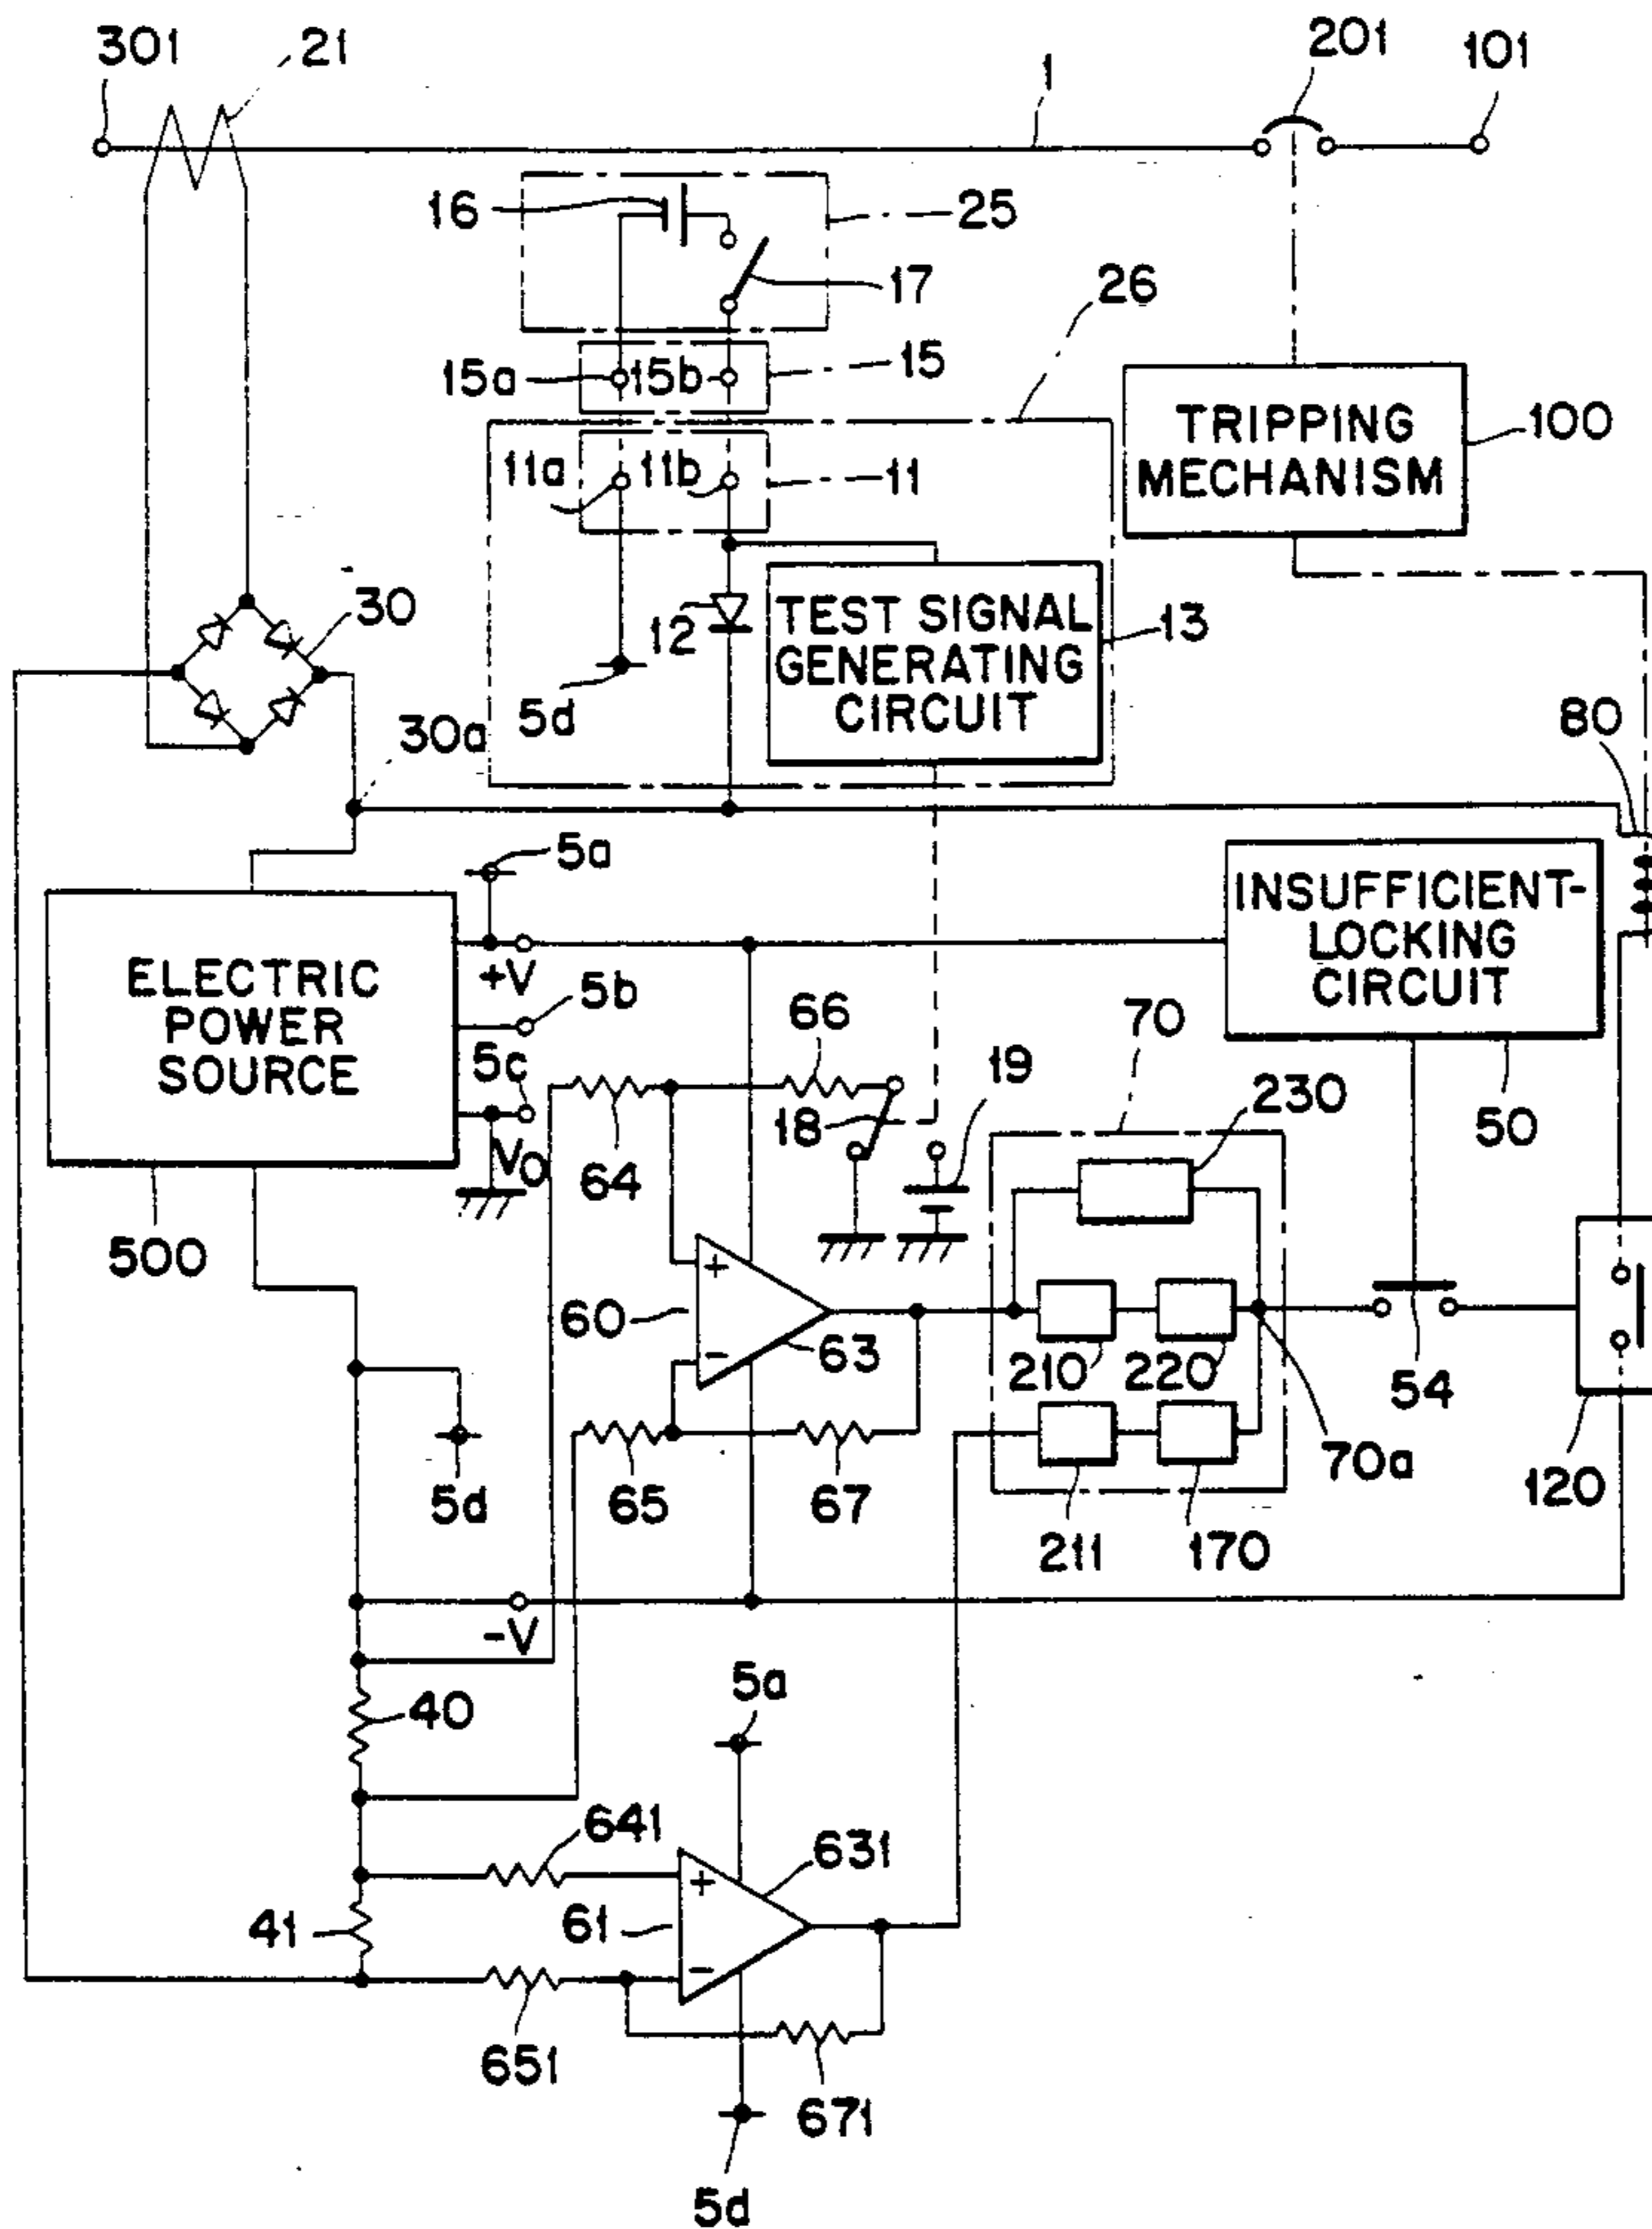 301
21
1
201
101
16
25
17
26
15a
15b
15
TRIPPING
MECHANISM
100
11a
11b
11
30
12
TEST SIGNAL
GENERATING
CIRCUIT
13
5d
30a
80
5a
INSUFFICIENT-
LOCKING
CIRCUIT
ELECTRIC
POWER
SOURCE
+V
5b
66
70
5c
19
18
230
50
Vo
64
500
+
60
63
-
210
220
54
65
67
70a
120
5d
211
170
-V
5a
40
641
631
+
41
61
-
651
671
5d